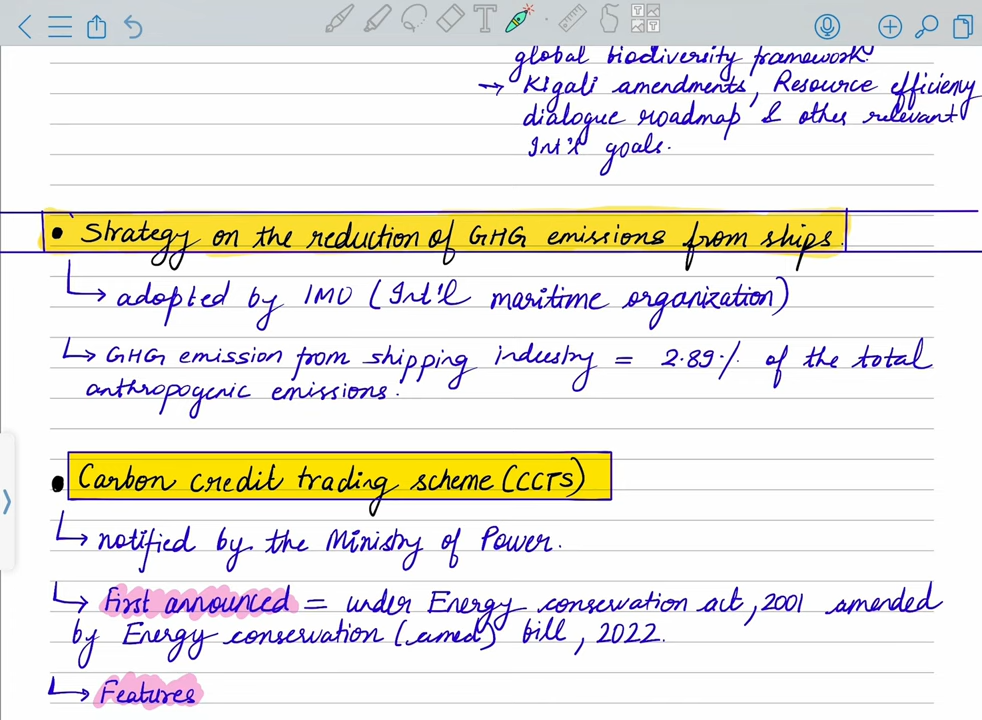 global biodiversity framework.
→ Kigali amendments, Resource efficiency
dialogue roadmap & other relevant
Int'l goals.
• Strategy on the reduction of GHG emissions from ships.
↳ adopted by IMO (Int'l maritime organization)
↳ GHG emission from shipping industry = 2.89% of the total
anthropogenic emissions.
• Carbon credit trading scheme (CCTS)
↳ notified by the Ministry of Power.
↳ First announced = under Energy conservation act, 2001 amended
by Energy conservation (amed) bill, 2022.
↳ Features